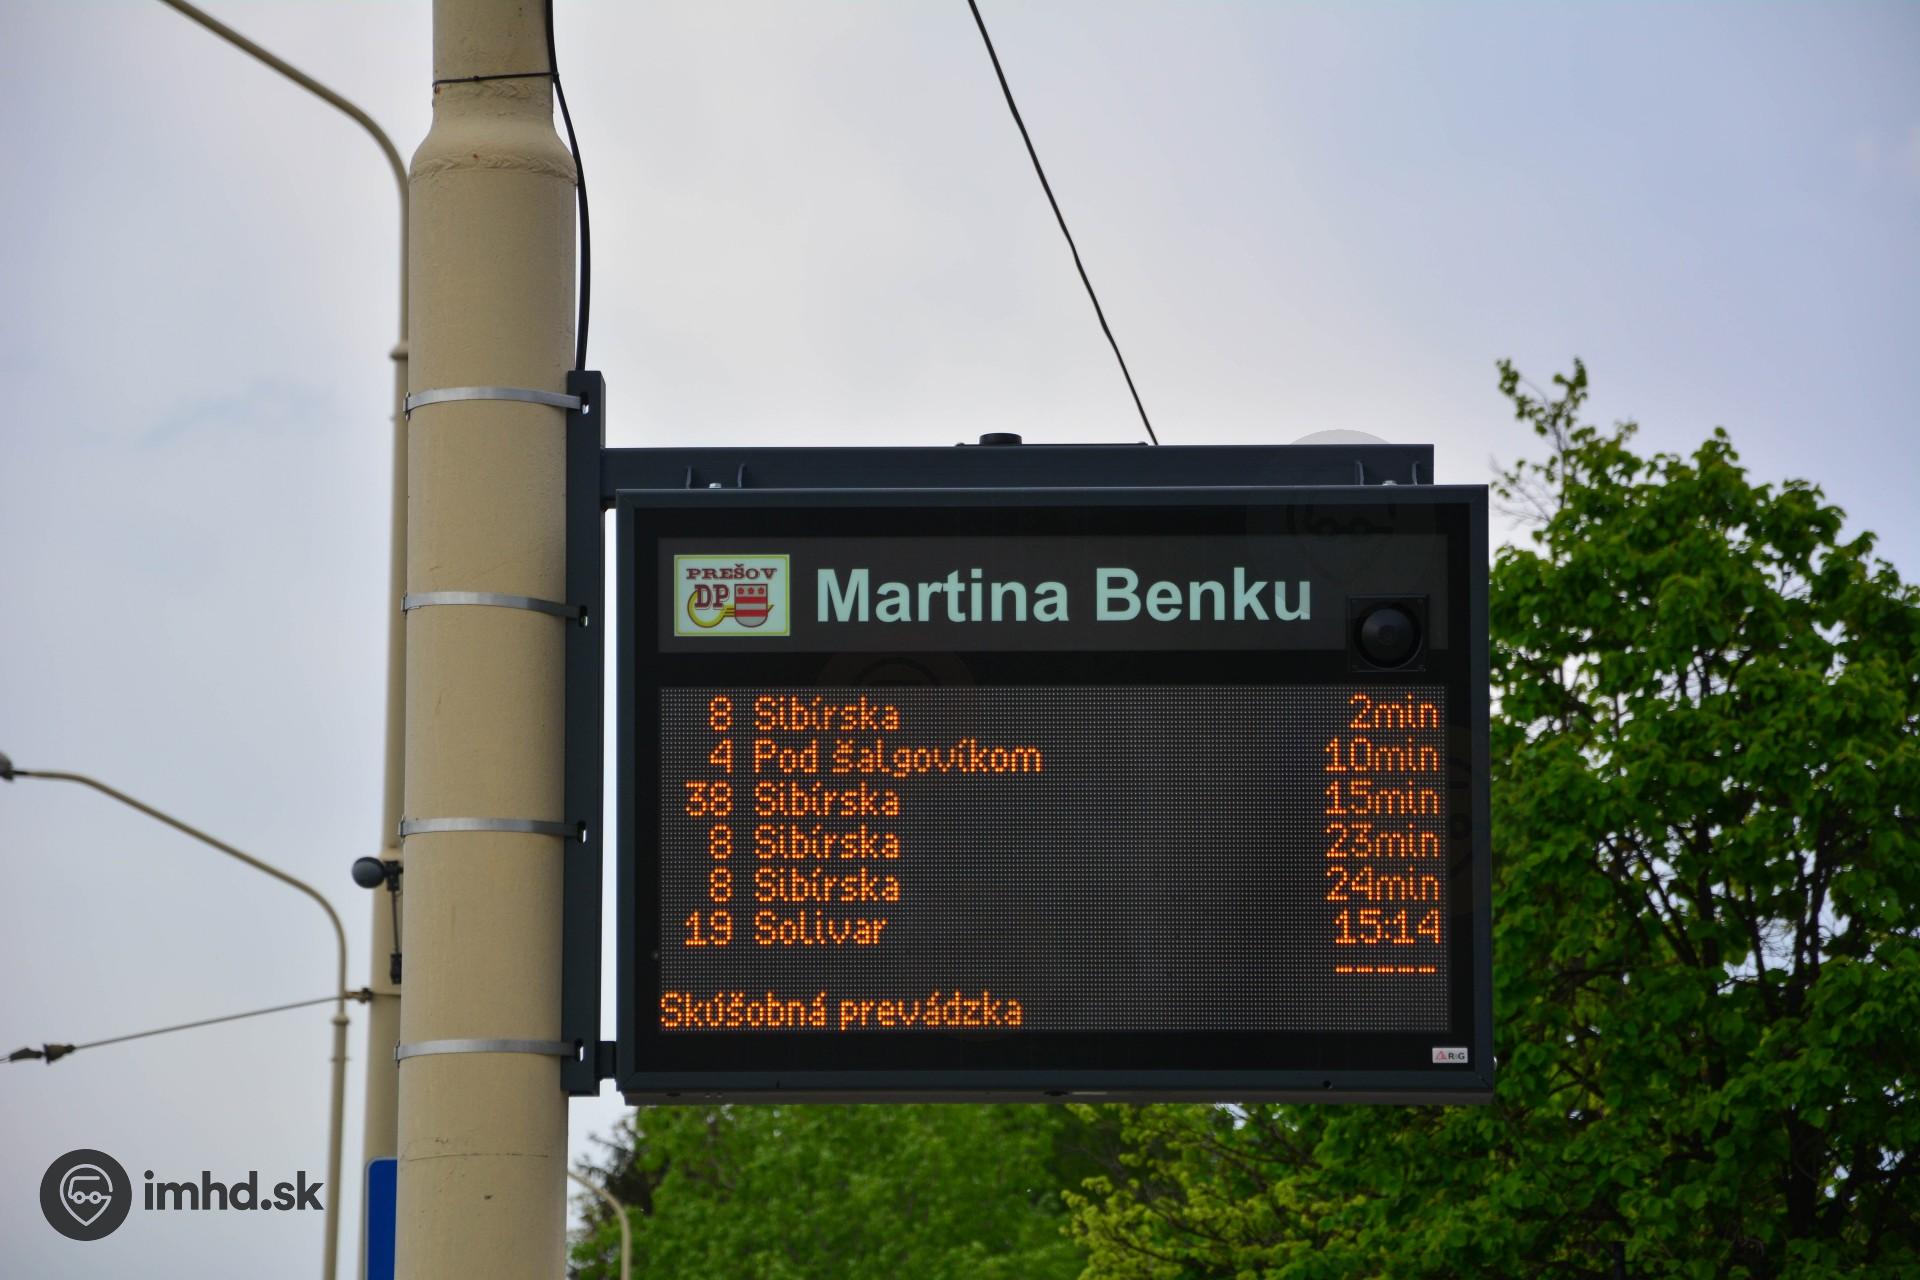 PREŠOV
DP
Martina Benku
8 Sibírska 2min
4 Pod šalgovíkom 10min
38 Sibírska 15min
8 Sibírska 23min
8 Sibírska 24min
19 Solivar 15:14
-----
Skúšobná prevádzka
RIG
imhd.sk